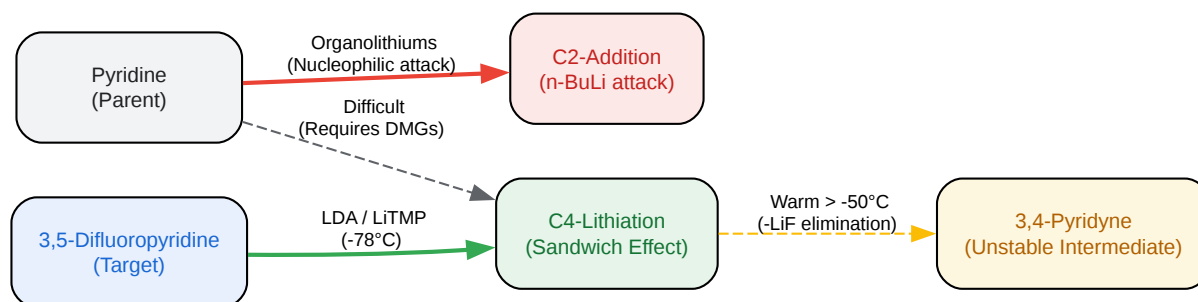 Pyridine
(Parent)
Organolithiums
(Nucleophilic attack)
C2-Addition
(n-BuLi attack)
Difficult
(Requires DMGs)
3,5-Difluoropyridine
(Target)
LDA / LiTMP
(-78°C)
C4-Lithiation
(Sandwich Effect)
Warm > -50°C
(-LiF elimination)
3,4-Pyridyne
(Unstable Intermediate)